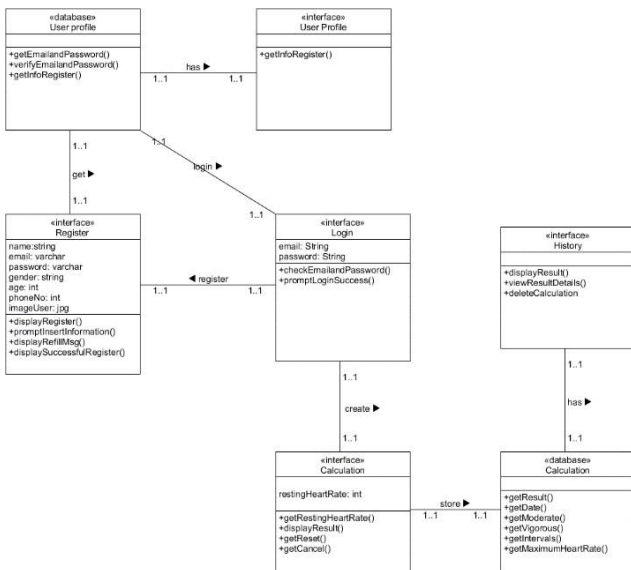 «database»
User profile
+getEmailandPassword()
+verifyEmailandPassword()
+getInfoRegister()
has ▶
1..1
1..1
«interface»
User Profile
+getInfoRegister()
1..1
get ▶
1..1
1..1
login ▶
1..1
«interface»
Register
name:string
email: varchar
password: varchar
gender: string
age: int
phoneNo: int
imageUser: jpg
+displayRegister()
+promptInsertInformation()
+displayRefillMsg()
+displaySuccessfulRegister()
◀ register
1..1
1..1
«interface»
Login
email: String
password: String
+checkEmailandPassword()
+promptLoginSuccess()
«interface»
History
+displayResult()
+viewResultDetails()
+deleteCalculation
1..1
create ▶
1..1
1..1
has ▶
1..1
«interface»
Calculation
restingHeartRate: int
+getRestingHeartRate()
+displayResult()
+getReset()
+getCancel()
store ▶
1..1
1..1
«database»
Calculation
+getResult()
+getDate()
+getModerate()
+getVigorous()
+getIntervals()
+getMaximumHeartRate()